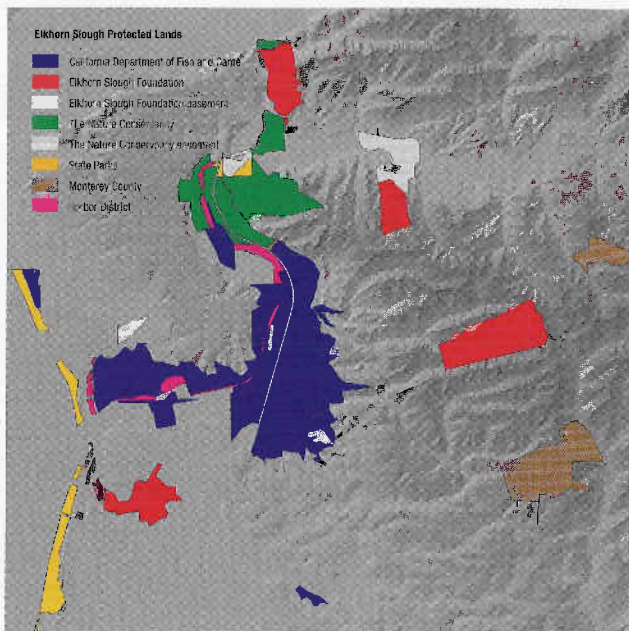 Elkhorn Slough Protected Lands
California Department of Fish and Game
Elkhorn Slough Foundation
Elkhorn Slough Foundation easement
The Nature Conservancy
The Nature Conservancy easement
State Parks
Monterey County
Harbor District